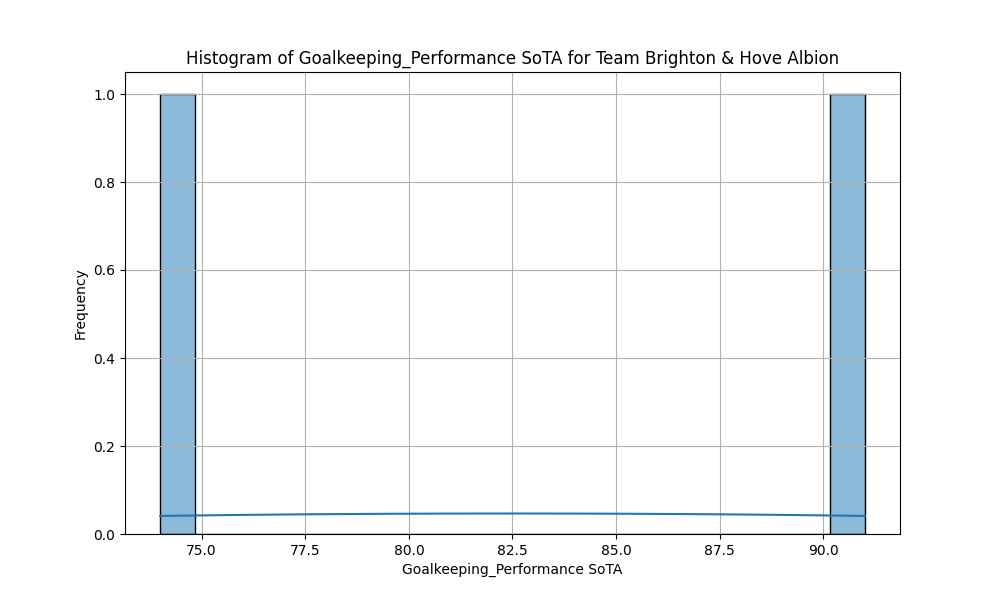 Histogram of Goalkeeping_Performance SoTA for Team Brighton & Hove Albion
1.0
0.8
0.6
0.4
0.2
0.0
Frequency
75.0 77.5 80.0 82.5 85.0 87.5 90.0
Goalkeeping_Performance SoTA